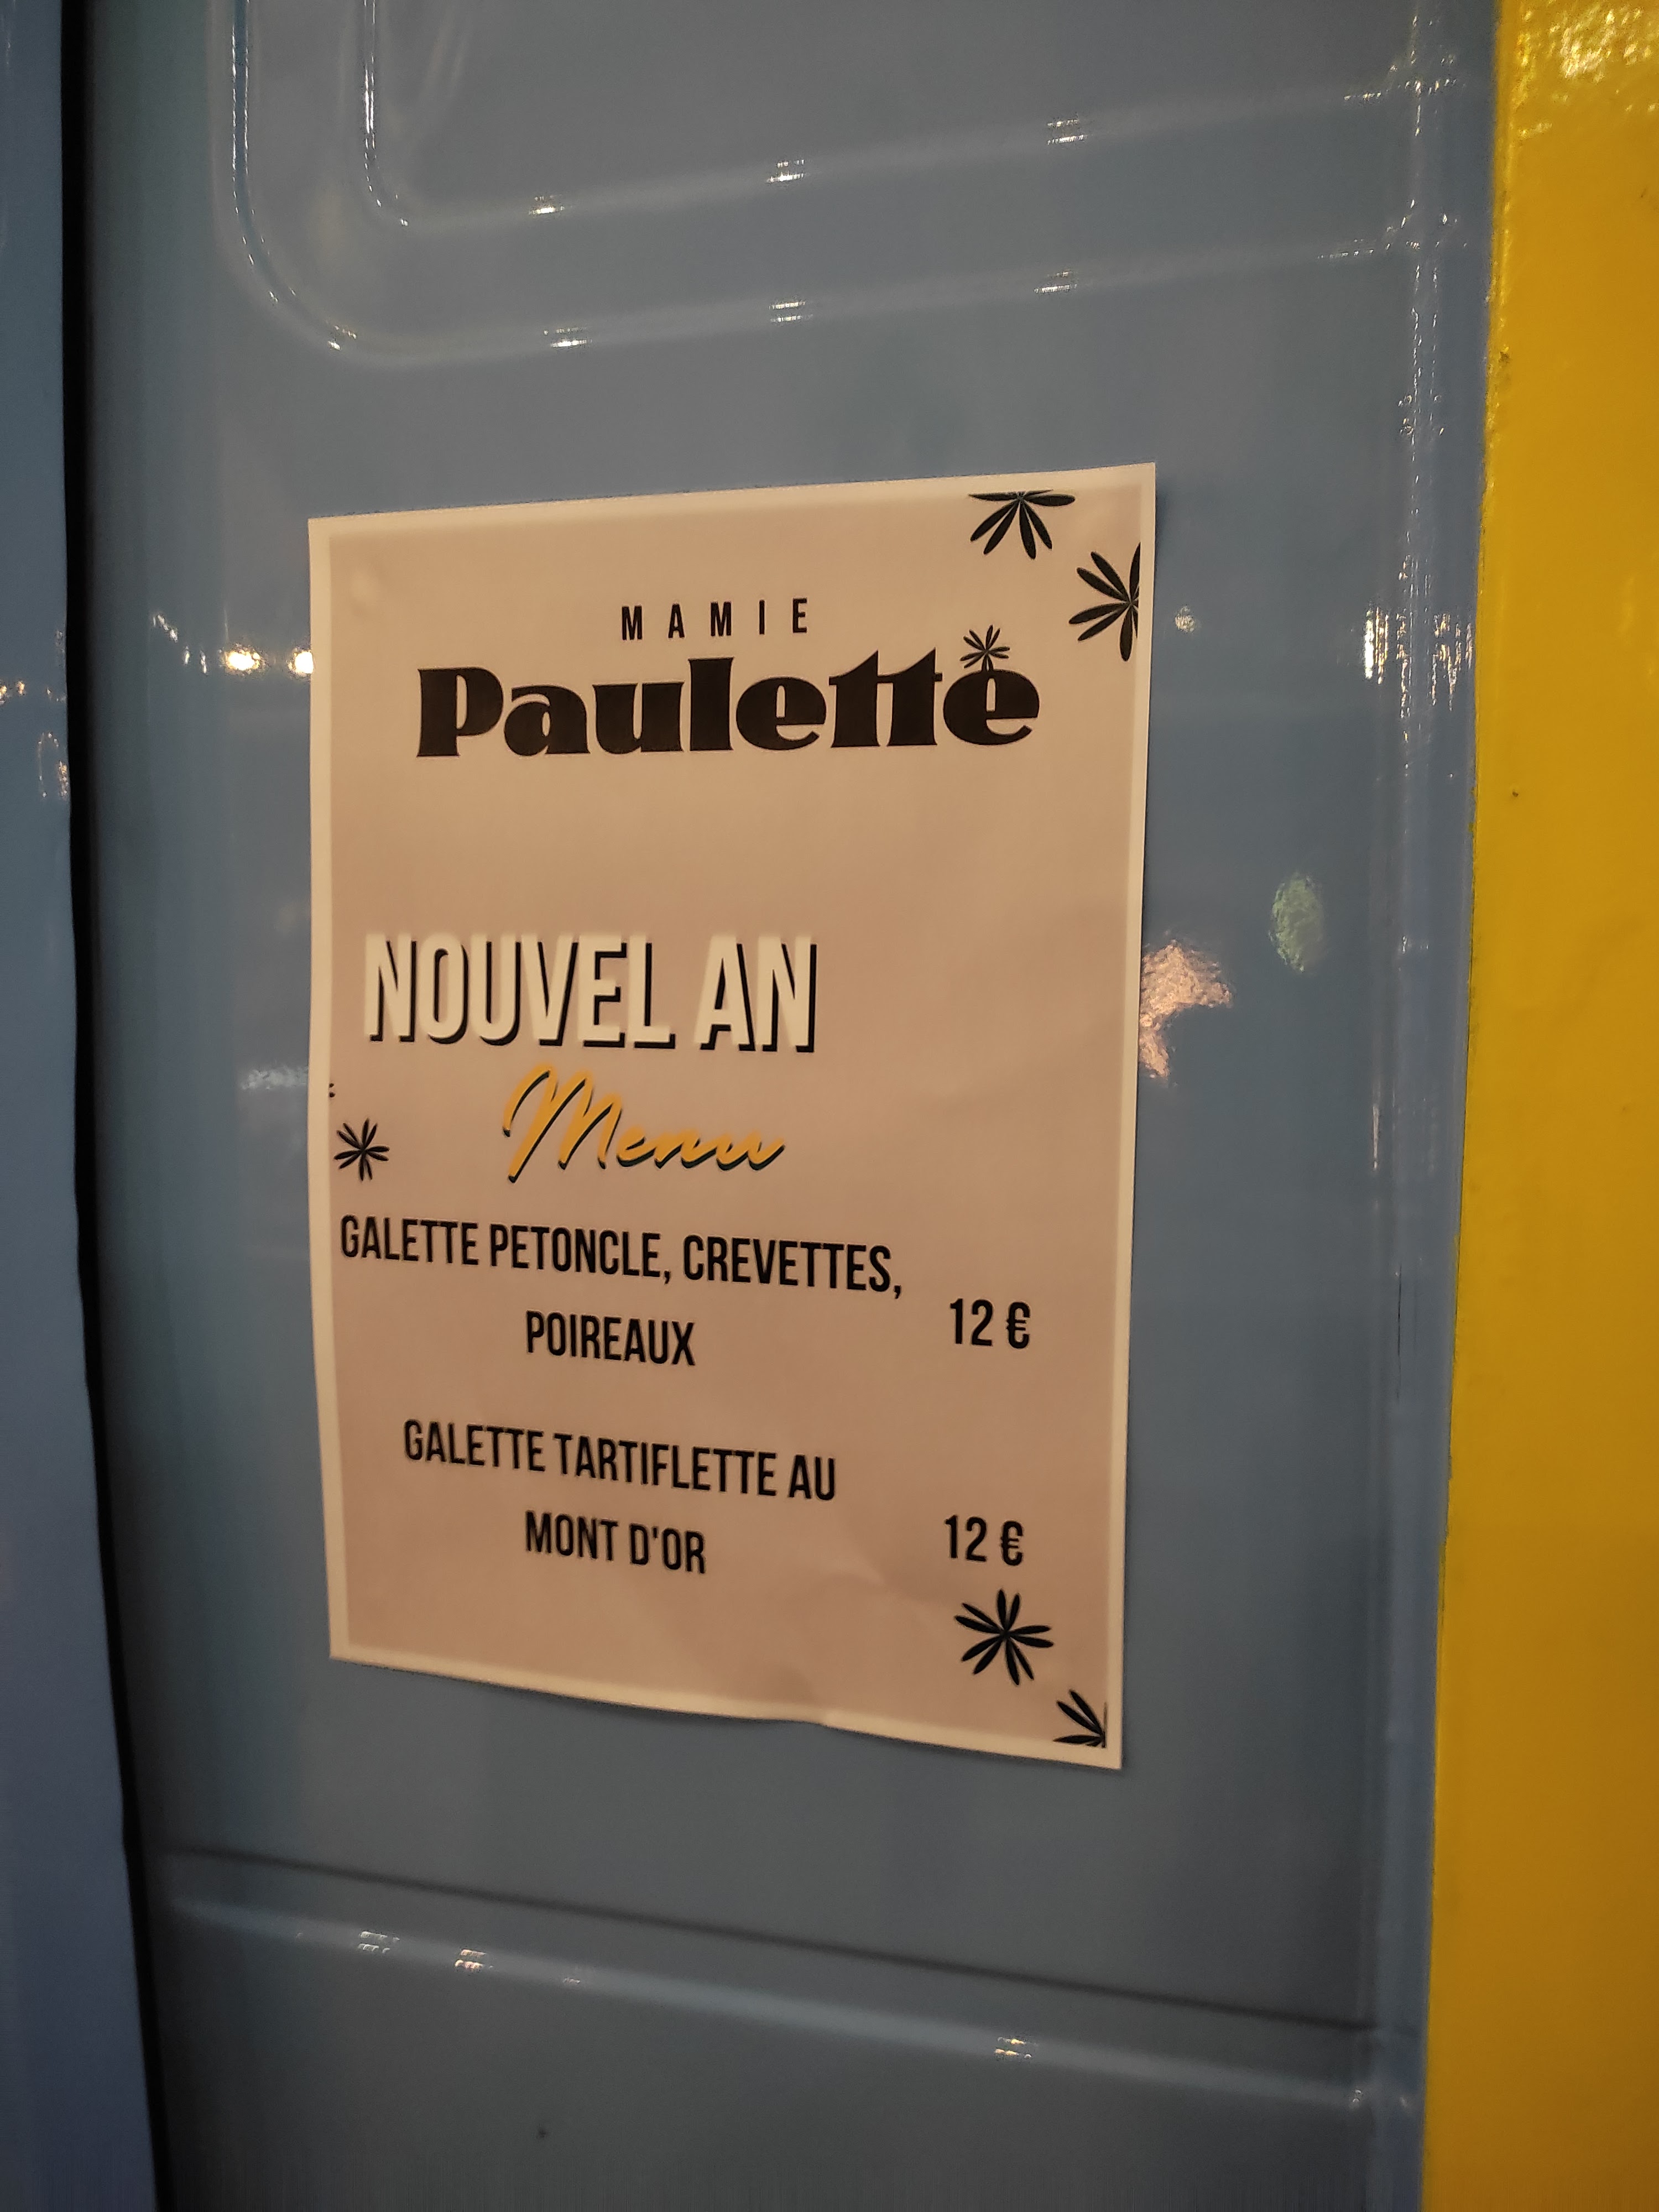 MAMIE
Paulette
NOUVEL AN
Menu
GALETTE PETONCLE, CREVETTES,
POIREAUX
12 €
GALETTE TARTIFLETTE AU
MONT D'OR
12 €